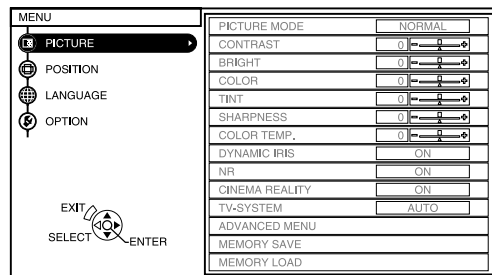 MENU
PICTURE
POSITION
LANGUAGE
OPTION
EXIT
SELECT
ENTER
PICTURE MODE NORMAL
CONTRAST 0
BRIGHT 0
COLOR 0
TINT 0
SHARPNESS 0
COLOR TEMP. 0
DYNAMIC IRIS ON
NR ON
CINEMA REALITY ON
TV-SYSTEM AUTO
ADVANCED MENU
MEMORY SAVE
MEMORY LOAD